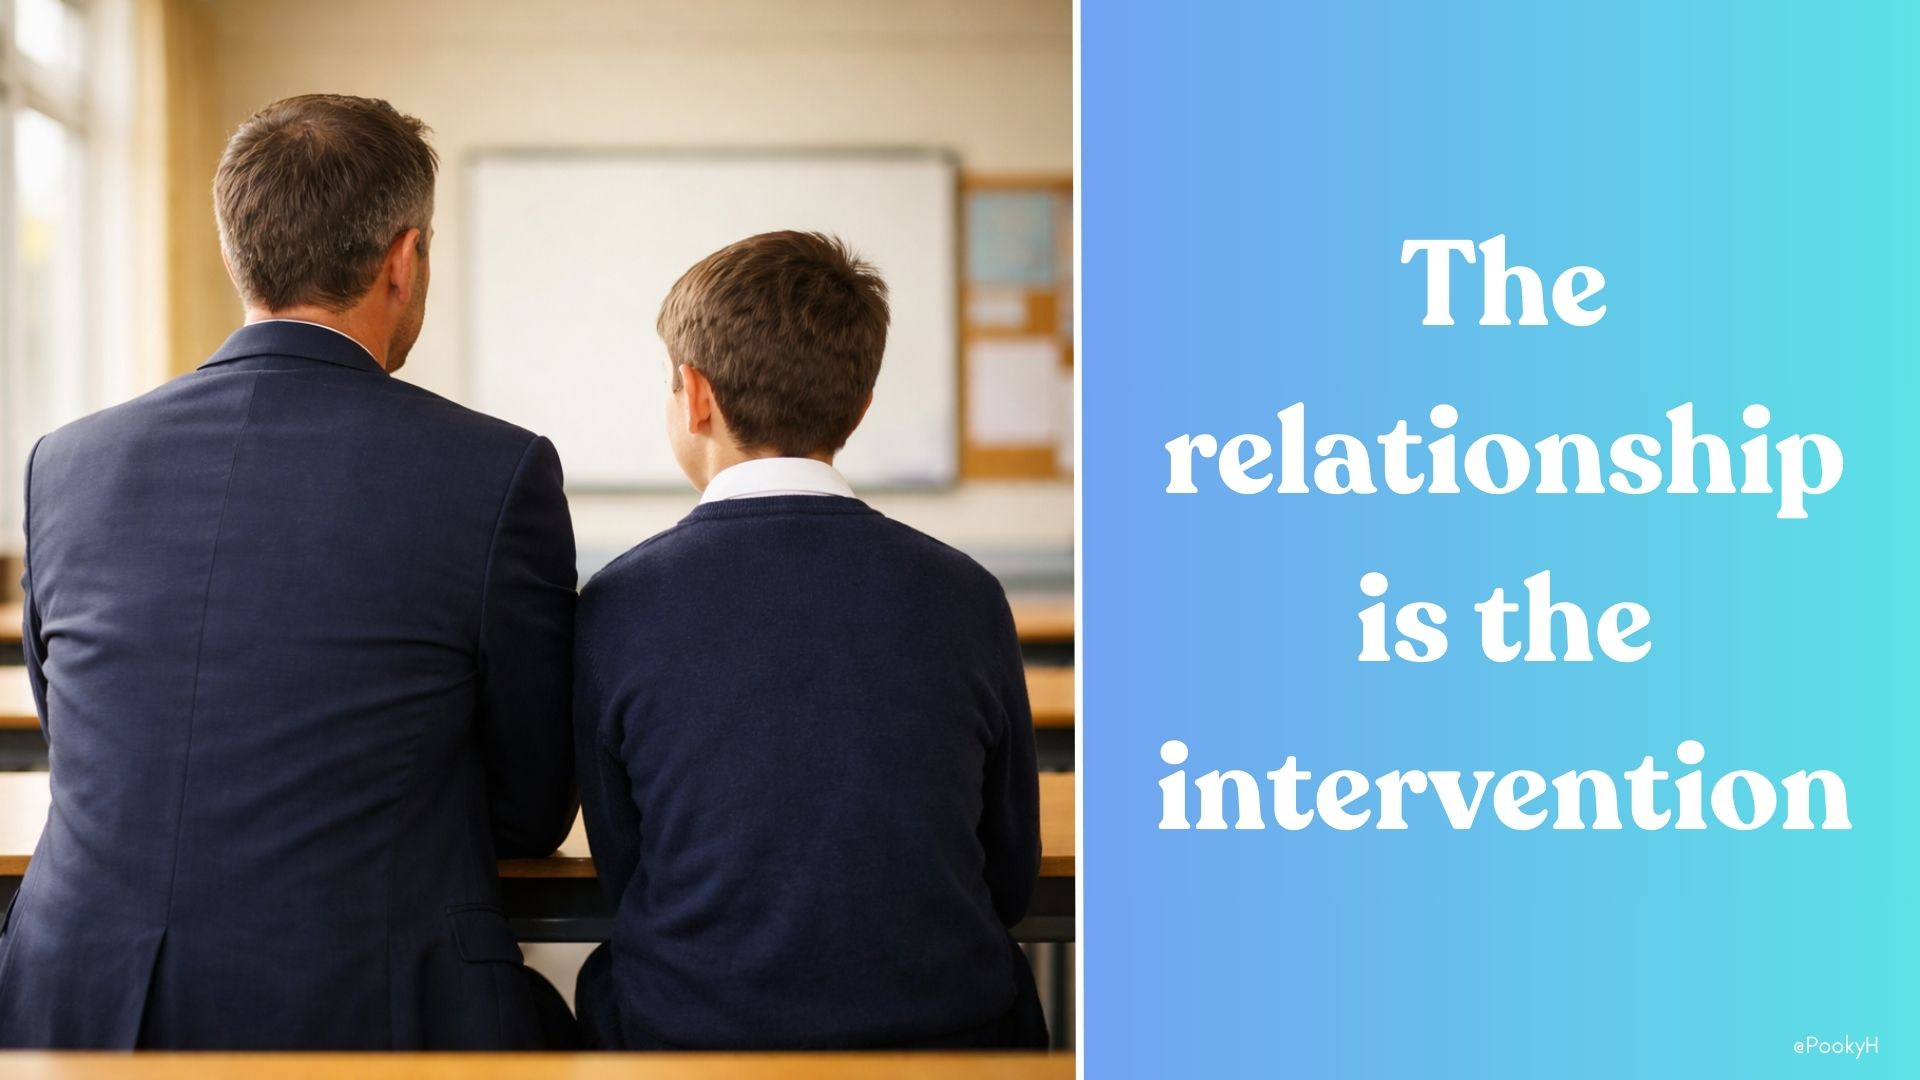 The
relationship
is the
intervention
@PookyH